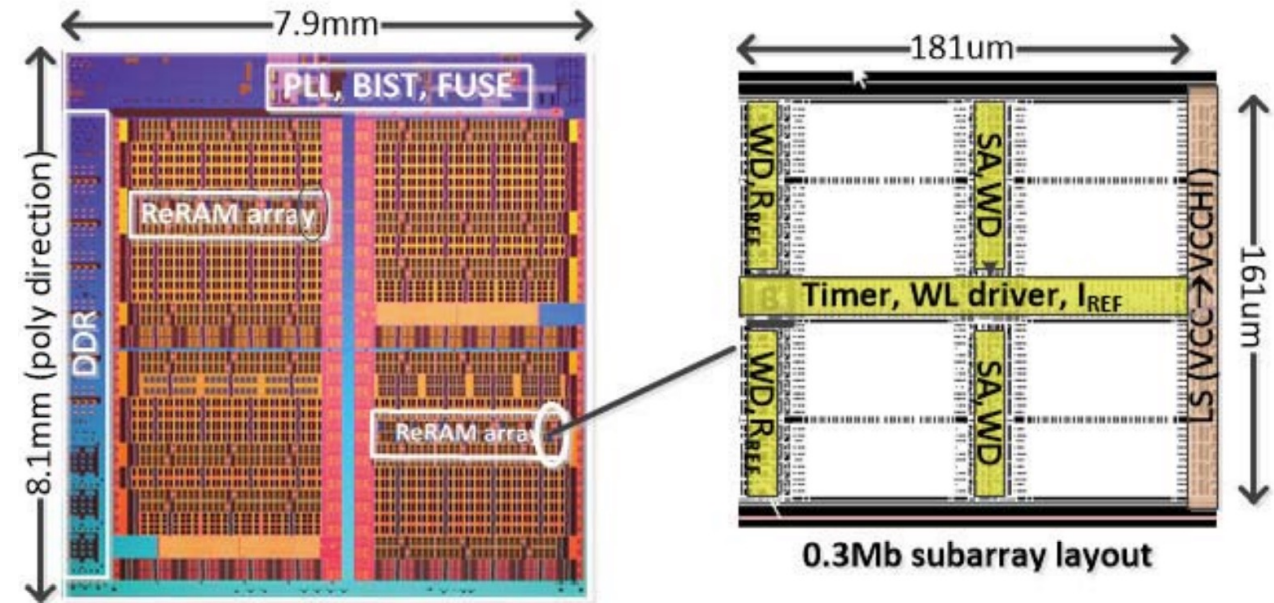 7.9mm
8.1mm (poly direction)
PLL, BIST, FUSE
DDR
ReRAM array
ReRAM array
181um
161um
WD,RREF
SA,WD
Timer, WL driver, IREF
WD,RREF
SA,WD
LS (VCC→VCCHI)
0.3Mb subarray layout